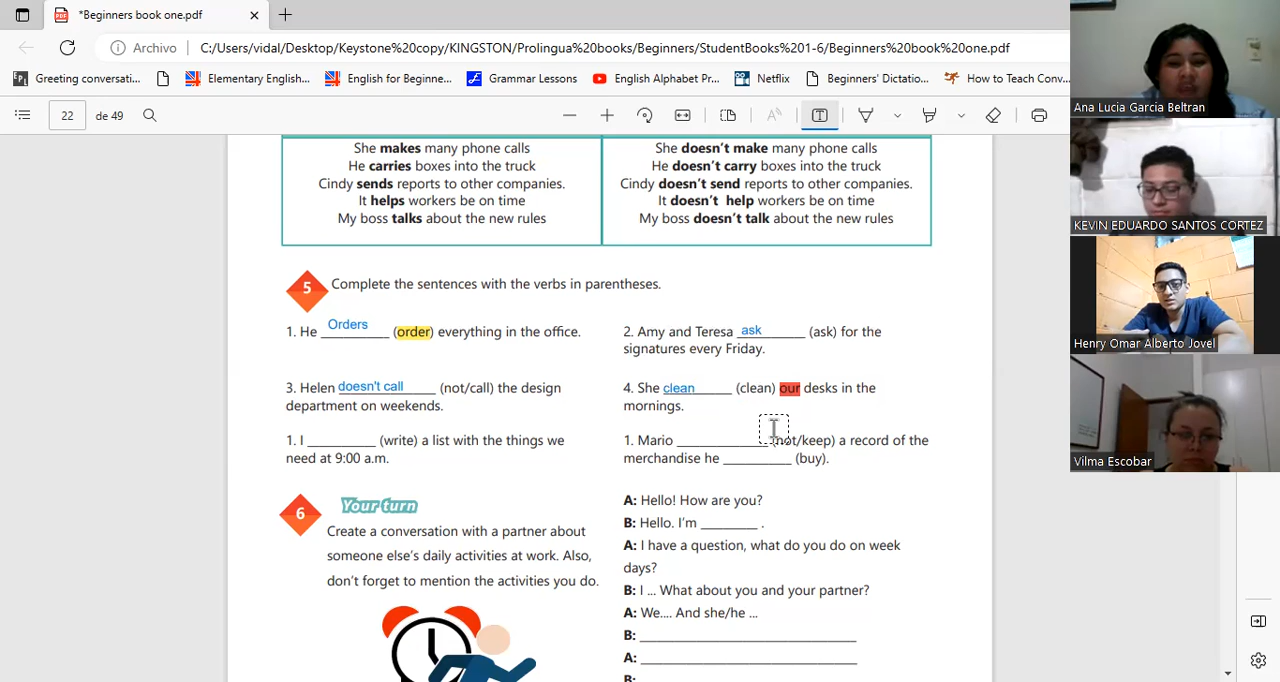 *Beginners book one.pdf
Archivo
C:/Users/vidal/Desktop/Keystone%20copy/KINGSTON/Prolingua%20books/Beginners/StudentBooks%201-6/Beginners%20book%20one.pdf
Greeting conversati...
Elementary English...
English for Beginne...
Grammar Lessons
English Alphabet Pr...
Netflix
Beginners' Dictatio...
How to Teach Conv...
22 de 49
She makes many phone calls
He carries boxes into the truck
Cindy sends reports to other companies.
It helps workers be on time
My boss talks about the new rules
She doesn't make many phone calls
He doesn't carry boxes into the truck
Cindy doesn't send reports to other companies.
It doesn't help workers be on time
My boss doesn't talk about the new rules
5 Complete the sentences with the verbs in parentheses.
1. He Orders (order) everything in the office.
2. Amy and Teresa ask (ask) for the
signatures every Friday.
3. Helen doesn't call (not/call) the design
department on weekends.
4. She clean (clean) our desks in the
mornings.
1. I __________ (write) a list with the things we
need at 9:00 a.m.
1. Mario ______________ (not/keep) a record of the
merchandise he __________ (buy).
6 Your turn
Create a conversation with a partner about
someone else's daily activities at work. Also,
don't forget to mention the activities you do.
A: Hello! How are you?
B: Hello. I'm ________ .
A: I have a question, what do you do on week
days?
B: I ... What about you and your partner?
A: We.... And she/he ...
B: ________________________________
A: ________________________________
B:
Ana Lucia Garcia Beltran
KEVIN EDUARDO SANTOS CORTEZ
Henry Omar Alberto Jovel
Vilma Escobar